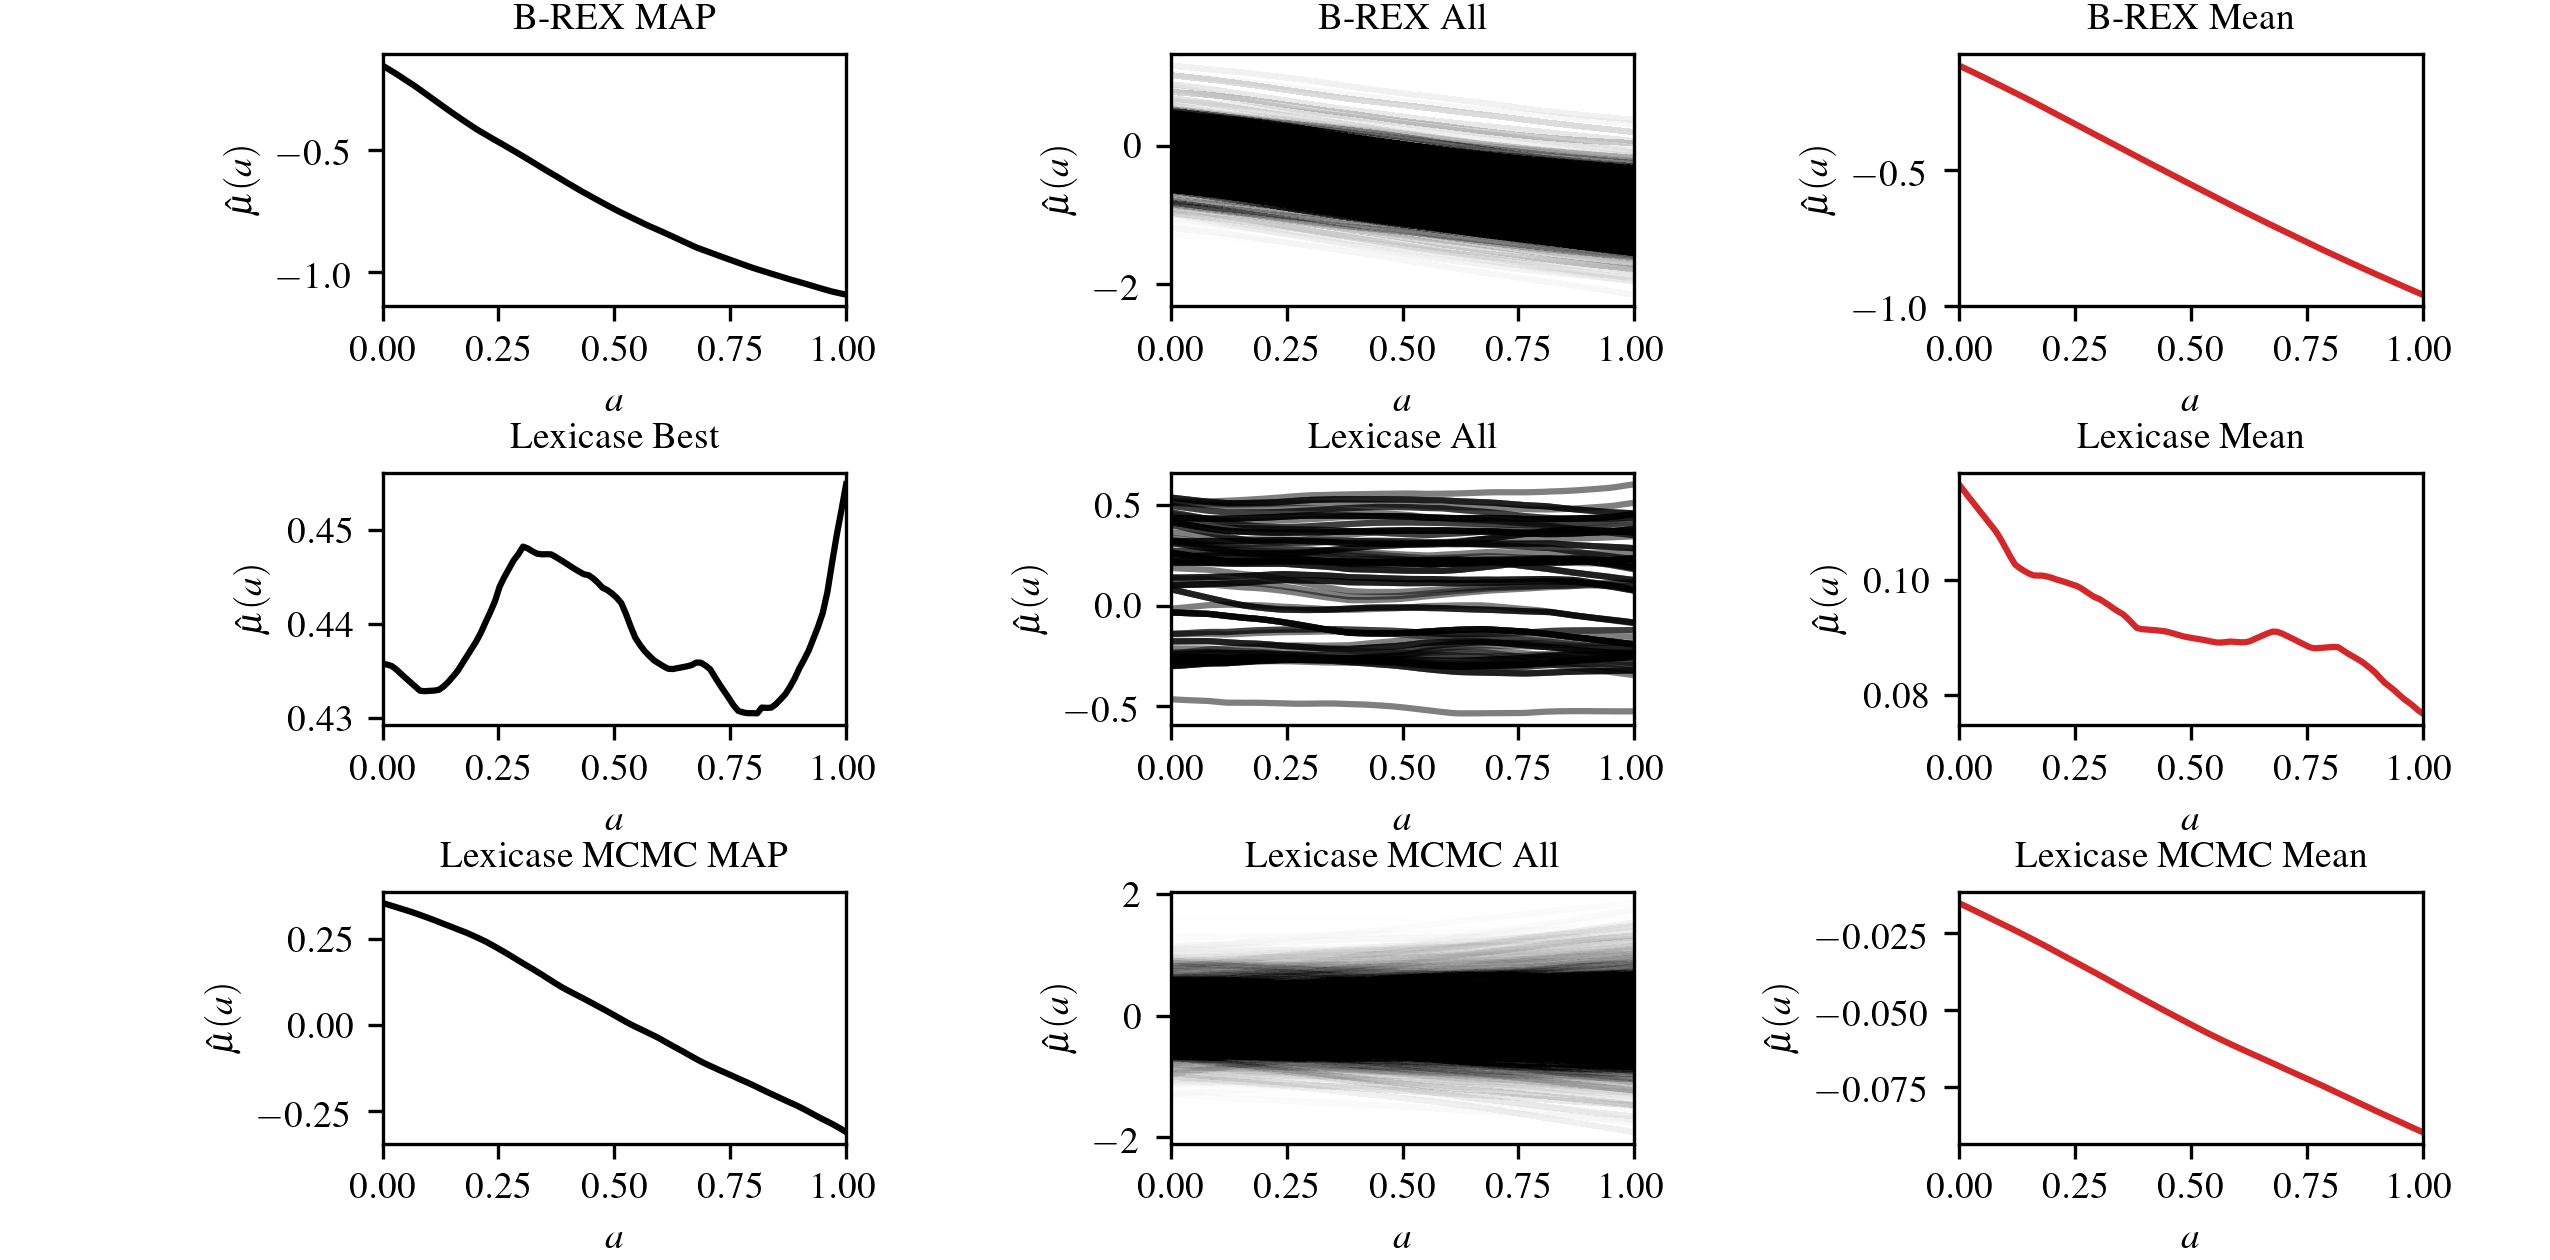 B-REX MAP
μ̂(a)
−0.5
−1.0
0.00 0.25 0.50 0.75 1.00
a
B-REX All
μ̂(a)
0
−2
0.00 0.25 0.50 0.75 1.00
a
B-REX Mean
μ̂(a)
−0.5
−1.0
0.00 0.25 0.50 0.75 1.00
a
Lexicase Best
μ̂(a)
0.45
0.44
0.43
0.00 0.25 0.50 0.75 1.00
a
Lexicase All
μ̂(a)
0.5
0.0
−0.5
0.00 0.25 0.50 0.75 1.00
a
Lexicase Mean
μ̂(a)
0.10
0.08
0.00 0.25 0.50 0.75 1.00
a
Lexicase MCMC MAP
μ̂(a)
0.25
0.00
−0.25
0.00 0.25 0.50 0.75 1.00
a
Lexicase MCMC All
μ̂(a)
2
0
−2
0.00 0.25 0.50 0.75 1.00
a
Lexicase MCMC Mean
μ̂(a)
−0.025
−0.050
−0.075
0.00 0.25 0.50 0.75 1.00
a